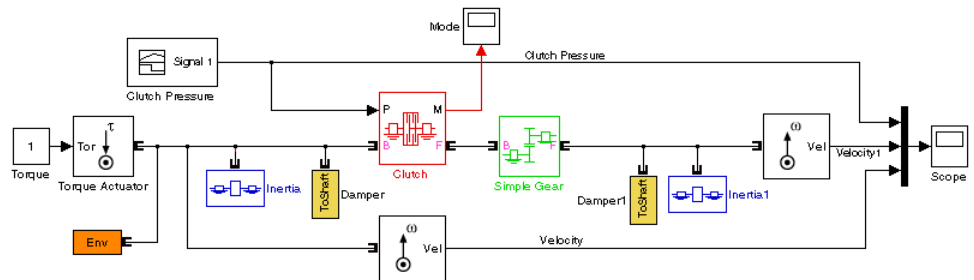 Mode
Signal 1
Clutch Pressure
Clutch Pressure
P
M
B
F
Clutch
τ
Tor
1
Torque
Torque Actuator
B
F
Simple Gear
ω
Vel
Velocity1
Scope
Inertia
ToShaft
Damper
Damper1
ToShaft
Inertia1
Env
ω
Vel
Velocity